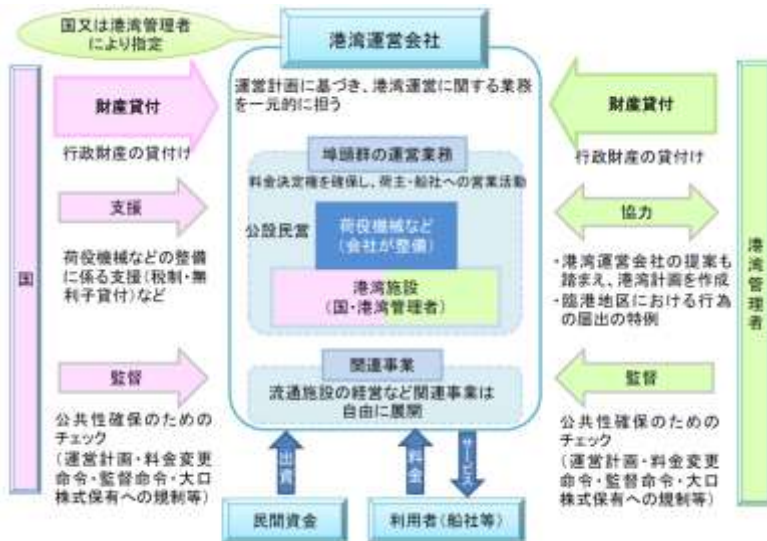 国又は港湾管理者
により指定
港湾運営会社
運営計画に基づき、港湾運営に関する業務
を一元的に担う
国
財産貸付
行政財産の貸付け
支援
荷役機械などの整備
に係る支援(税制・無
利子貸付)など
監督
公共性確保のための
チェック
(運営計画・料金変更
命令・監督命令・大口
株式保有への規制等)
埠頭群の運営業務
料金決定権を確保し、荷主・船社への営業活動
公設民営
荷役機械など
(会社が整備)
港湾施設
(国・港湾管理者)
関連事業
流通施設の経営など関連事業は
自由に展開
出資
料金
サービス
民間資金
利用者(船社等)
財産貸付
行政財産の貸付け
協力
・港湾運営会社の提案も
踏まえ、港湾計画を作成
・臨港地区における行為
の届出の特例
監督
公共性確保のための
チェック
(運営計画・料金変更
命令・監督命令・大口
株式保有への規制等)
港湾管理者